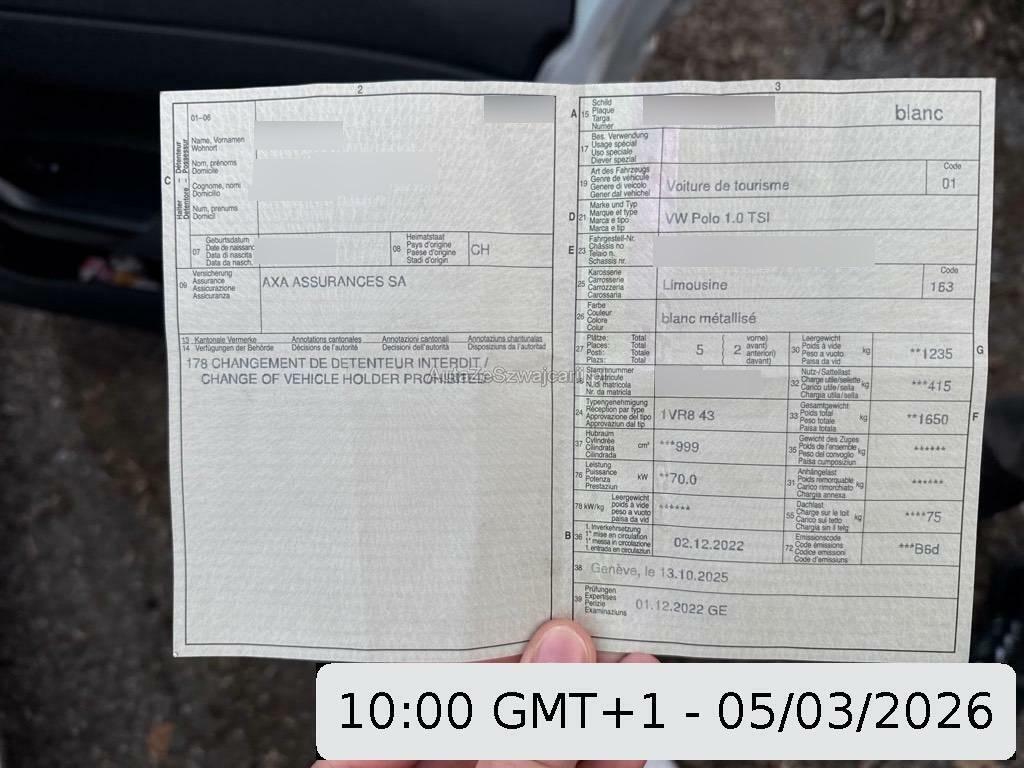 2
01-06
C
Halter Détenteur
Detentore Possessur
Name, Vornamen
Wohnort
Nom, prénoms
Domicile
Cognome, nomi
Domicilio
Num, prenums
Domicil
07
Geburtsdatum
Date de naissanc
Data di nascita
Data da nasch.
08
Heimatstaat
Pays d'origine
Paese d'origine
Stadi d'origin
CH
09
Versicherung
Assurance
Assicurazione
Assicuranza
AXA ASSURANCES SA
13 Kantonale Vermerke Annotations cantonales Annotazioni cantonali Annotaziuns chantunalas
14 Verfügungen der Behörde Décisions de l'autorité Decisioni dell'autorità Disposiziuns da l'autoritad
178 CHANGEMENT DE DETENTEUR INTERDIT /
CHANGE OF VEHICLE HOLDER
3
A 15
Schild
Plaque
Targa
Numer
blanc
17
Bes. Verwendung
Usage spécial
Uso speciale
Diever spezial
19
Art des Fahrzeugs
Genre de véhicule
Genere di veicolo
Gener dal vehichel
Voiture de tourisme
Code
01
D 21
Marke und Typ
Marque et type
Marca e tipo
Marca e tip
VW Polo 1.0 TSI
E 23
Fahrgestell-Nr.
Châssis no
Telaio n.
Schassis nr.
25
Karosserie
Carrosserie
Carrozzeria
Carossaria
Limousine
Code
163
26
Farbe
Couleur
Colore
Colur
blanc métallisé
27
Plätze: Total
Places: Total
Posti: Totale
Plazs: Total
5
2
vorne)
avant)
anteriori)
davant)
30
Leergewicht
Poids à vide
Peso a vuoto
Paisa da vid
kg
**1235
G
Stammnummer
matricule
N.di matricola
Nr. da matricla
32
Nutz-/Sattellast
Charge utile/sellette
Carico utile/sella
Chargia utila/sella
kg
***415
24
Typengenehmigung
Réception par type
Approvazione del tipo
Approvaziun dal tip
1VR8 43
33
Gesamtgewicht
Poids total
Peso totale
Paisa totala
kg
**1650
F
37
Hubraum
Cylindrée
Cilindrata
Cilindrada
cm³
***999
35
Gewicht des Zuges
Poids de l'ensemble
Peso del convoglio
Paisa cumposiziun
kg
******
76
Leistung
Puissance
Potenza
Prestaziun
kW
**70.0
31
Anhängelast
Poids remorquable
Carico rimorchiato
Chargia annexa
kg
******
78 kW/kg
Leergewicht
poids à vide
peso a vuoto
paisa da vid
******
55
Dachlast
Charge sur le toit
Carico sul tetto
Chargia sin il tetg
kg
****75
B 36
1. Inverkehrsetzung
1re mise en circulation
1a messa in circolazione
1. entrada en circulaziun
02.12.2022
72
Emissionscode
Code émissions
Codice emissioni
Code d'emissiuns
***B6d
38
Genève, le 13.10.2025
39
Prüfungen
Expertises
Perizie
Examinaziuns
01.12.2022 GE
10:00 GMT+1 - 05/03/2026